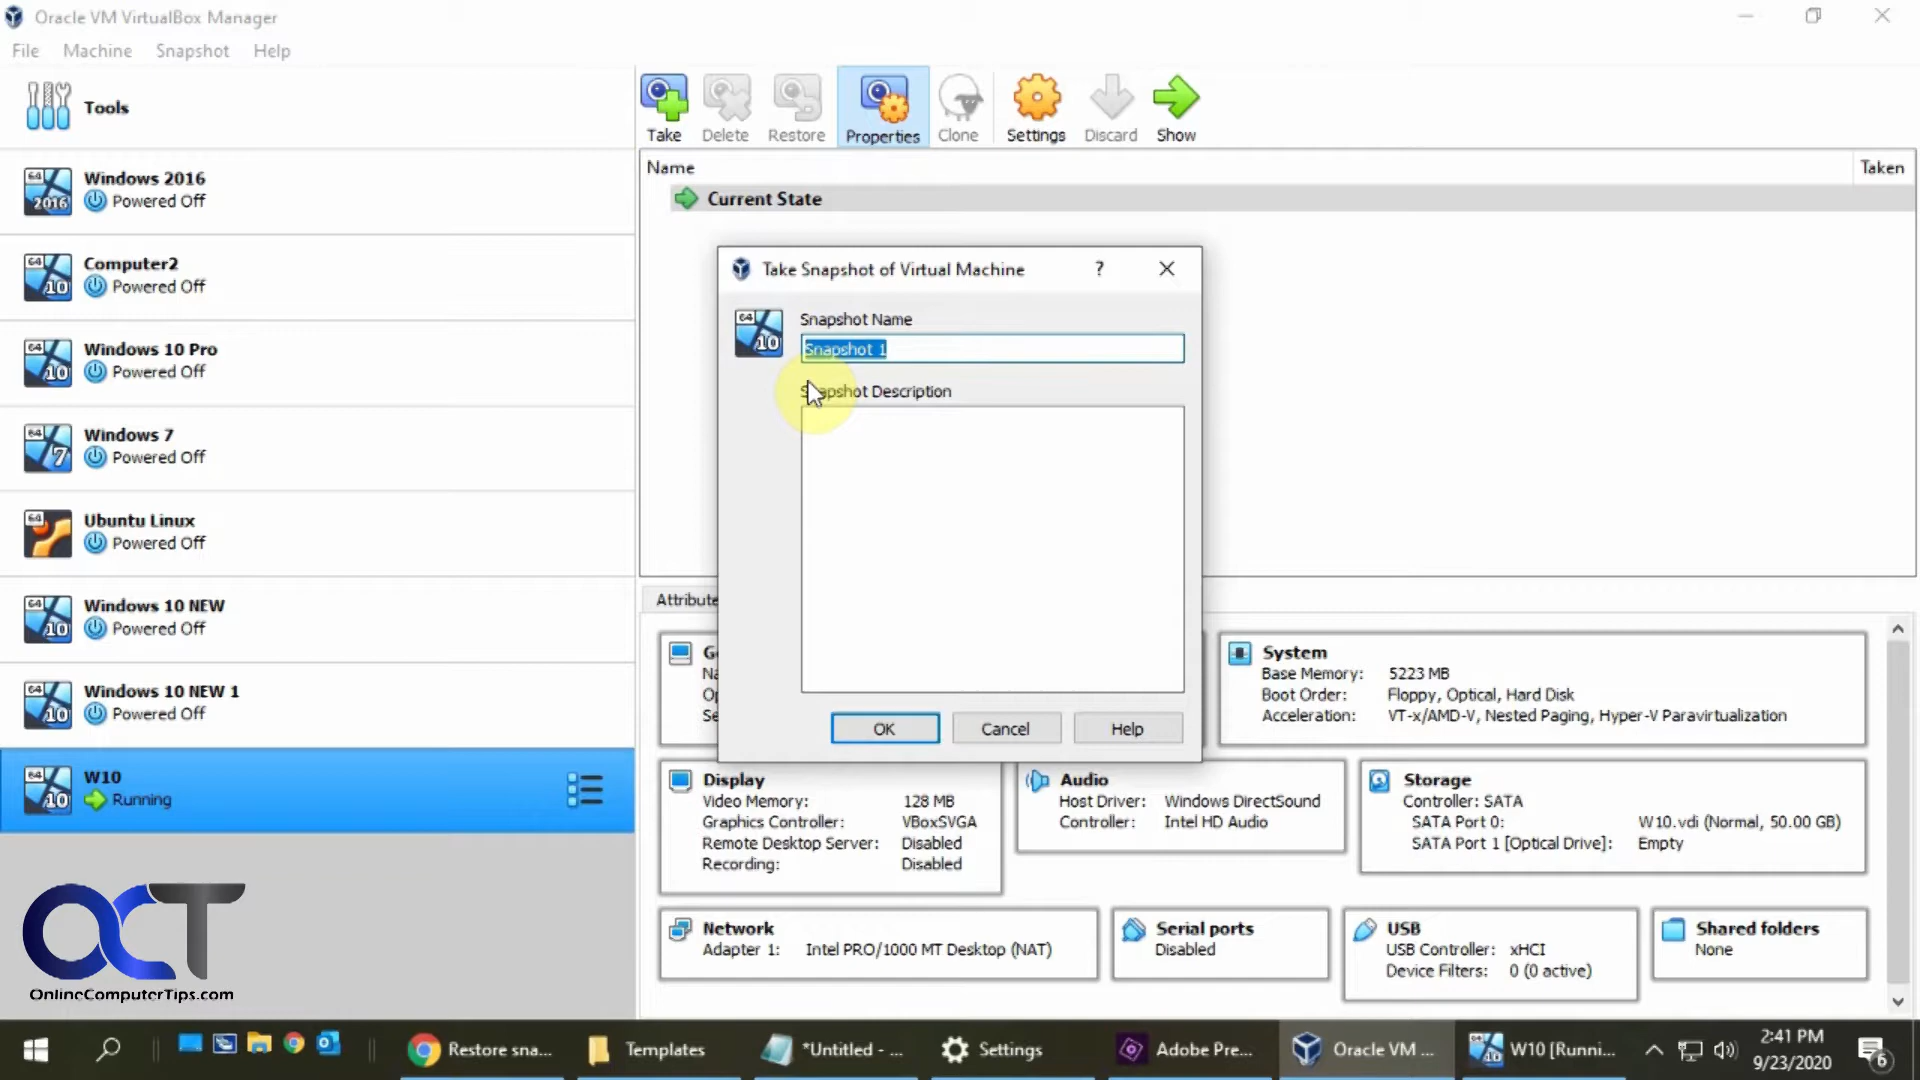 Oracle VM VirtualBox Manager
File Machine Snapshot Help
Tools
Windows 2016
Powered Off
Computer2
Powered Off
Windows 10 Pro
Powered Off
Windows 7
Powered Off
Ubuntu Linux
Powered Off
Windows 10 NEW
Powered Off
Windows 10 NEW 1
Powered Off
W10
Running
Take Delete Restore Properties Clone Settings Discard Show
Name Taken
Current State
Take Snapshot of Virtual Machine ?
64
10
Snapshot Name
Snapshot 1
Snapshot Description
OK Cancel Help
System
Base Memory: 5223 MB
Boot Order: Floppy, Optical, Hard Disk
Acceleration: VT-x/AMD-V, Nested Paging, Hyper-V Paravirtualization
Display
Video Memory: 128 MB
Graphics Controller: VBoxSVGA
Remote Desktop Server: Disabled
Recording: Disabled
Audio
Host Driver: Windows DirectSound
Controller: Intel HD Audio
Storage
Controller: SATA
SATA Port 0: W10.vdi (Normal, 50.00 GB)
SATA Port 1 [Optical Drive]: Empty
Network
Adapter 1: Intel PRO/1000 MT Desktop (NAT)
Serial ports
Disabled
USB
USB Controller: xHCI
Device Filters: 0 (0 active)
Shared folders
None
OCT
OnlineComputerTips.com
Restore sna... Templates *Untitled - ... Settings Adobe Pre... Oracle VM ... W10 [Runni...
2:41 PM
9/23/2020
6